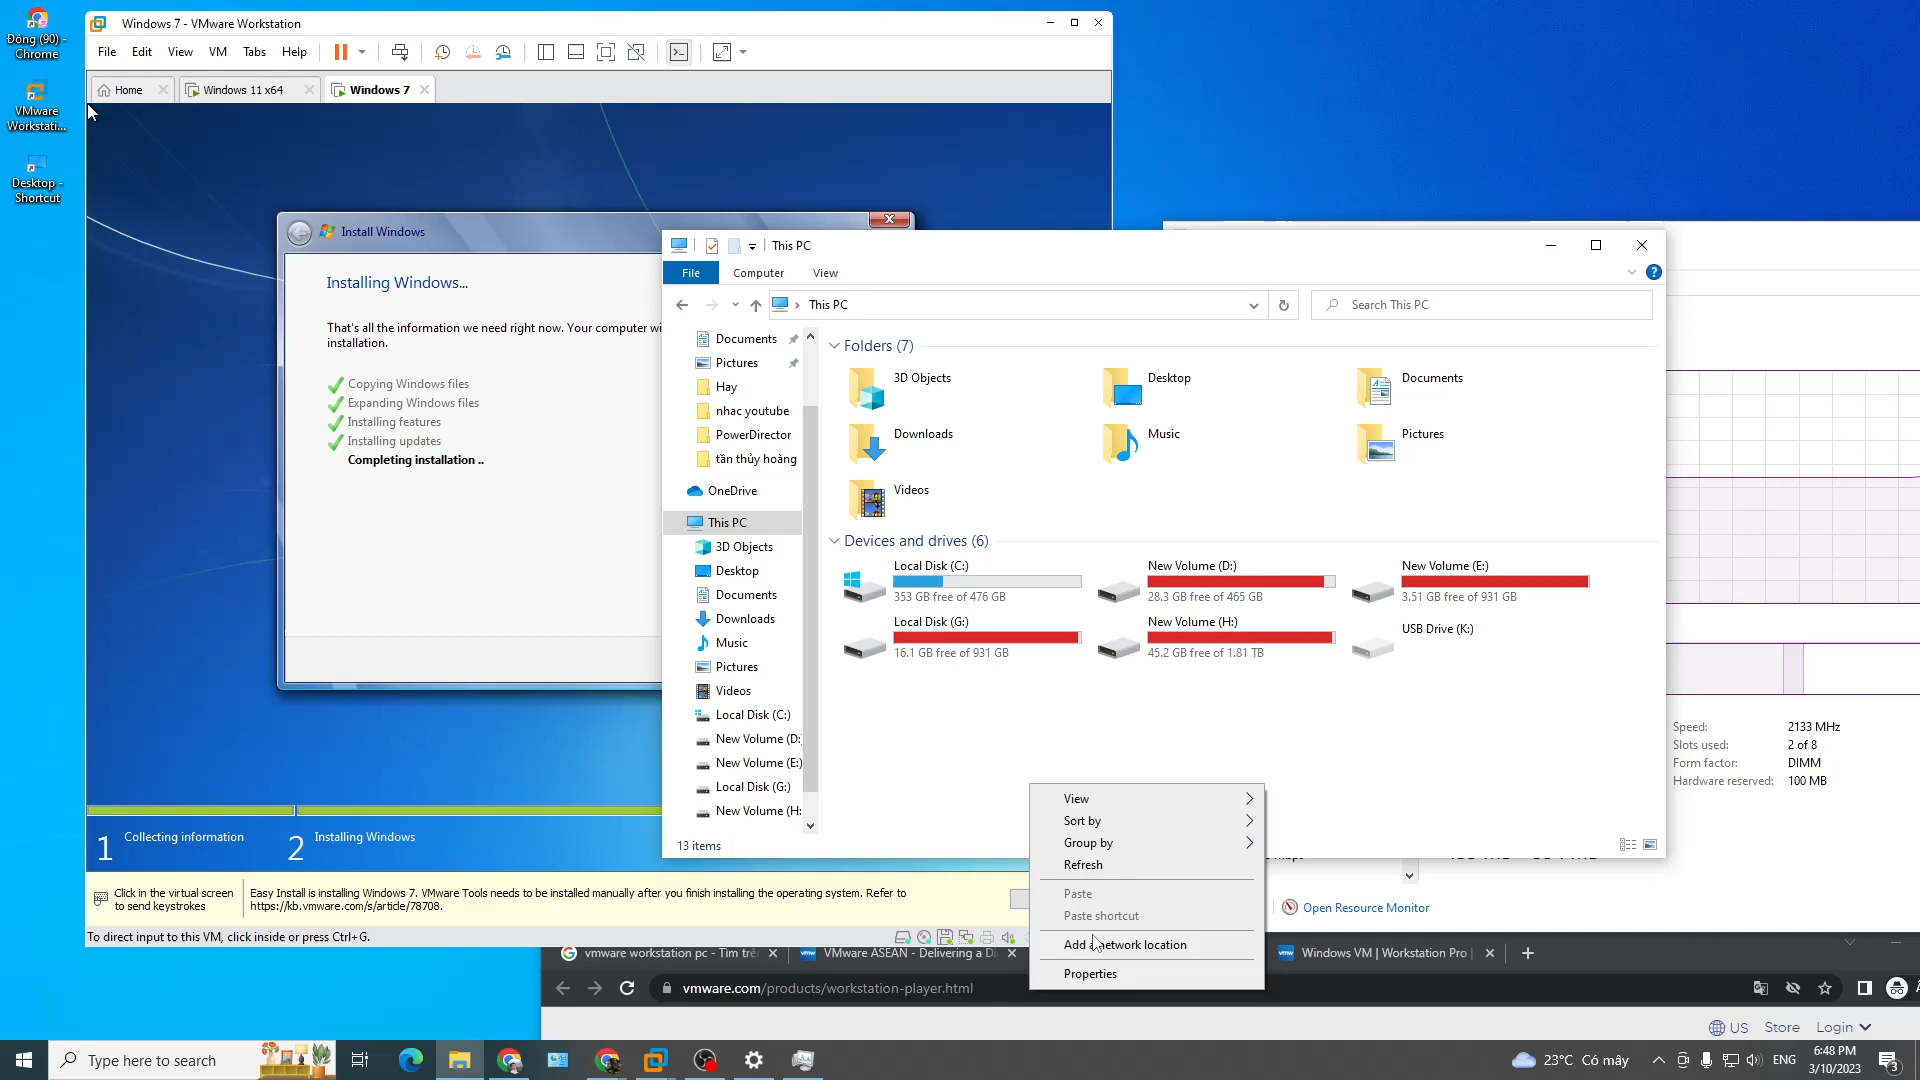 Đông (90) -
Chrome
VMware
Workstati...
Desktop -
Shortcut
Windows 7 - VMware Workstation
File Edit View VM Tabs Help
Home
Windows 11 x64
Windows 7
Install Windows
Installing Windows...
That's all the information we need right now. Your computer wi
installation.
Copying Windows files
Expanding Windows files
Installing features
Installing updates
Completing installation ..
1 Collecting information
2 Installing Windows
Click in the virtual screen
to send keystrokes
Easy Install is installing Windows 7. VMware Tools needs to be installed manually after you finish installing the operating system. Refer to
https://kb.vmware.com/s/article/78708.
To direct input to this VM, click inside or press Ctrl+G.
This PC
File Computer View
This PC
Search This PC
Documents
Pictures
Hay
nhac youtube
PowerDirector
tần thủy hoàng
OneDrive
This PC
3D Objects
Desktop
Documents
Downloads
Music
Pictures
Videos
Local Disk (C:)
New Volume (D:
New Volume (E:)
Local Disk (G:)
New Volume (H:
13 items
Folders (7)
3D Objects
Desktop
Documents
Downloads
Music
Pictures
Videos
Devices and drives (6)
Local Disk (C:)
353 GB free of 476 GB
New Volume (D:)
28.3 GB free of 465 GB
New Volume (E:)
3.51 GB free of 931 GB
Local Disk (G:)
16.1 GB free of 931 GB
New Volume (H:)
45.2 GB free of 1.81 TB
USB Drive (K:)
View
Sort by
Group by
Refresh
Paste
Paste shortcut
Add a network location
Properties
Speed: 2133 MHz
Slots used: 2 of 8
Form factor: DIMM
Hardware reserved: 100 MB
Open Resource Monitor
vmware workstation pc - Tìm trê
VMware ASEAN - Delivering a Di
Windows VM | Workstation Pro |
vmware.com/products/workstation-player.html
US Store Login
Type here to search
23°C Có mây
ENG
6:48 PM
3/10/2023
3